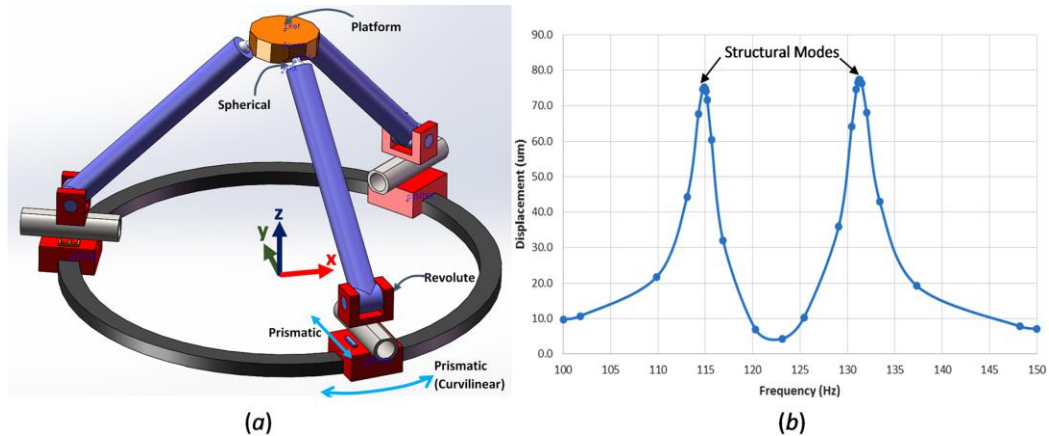 Platform
Spherical
z
y
x
Revolute
Prismatic
Prismatic
(Curvilinear)
(a)
90.0
80.0
70.0
60.0
50.0
40.0
30.0
20.0
10.0
0.0
Displacement (um)
Structural Modes
100 105 110 115 120 125 130 135 140 145 150
Frequency (Hz)
(b)